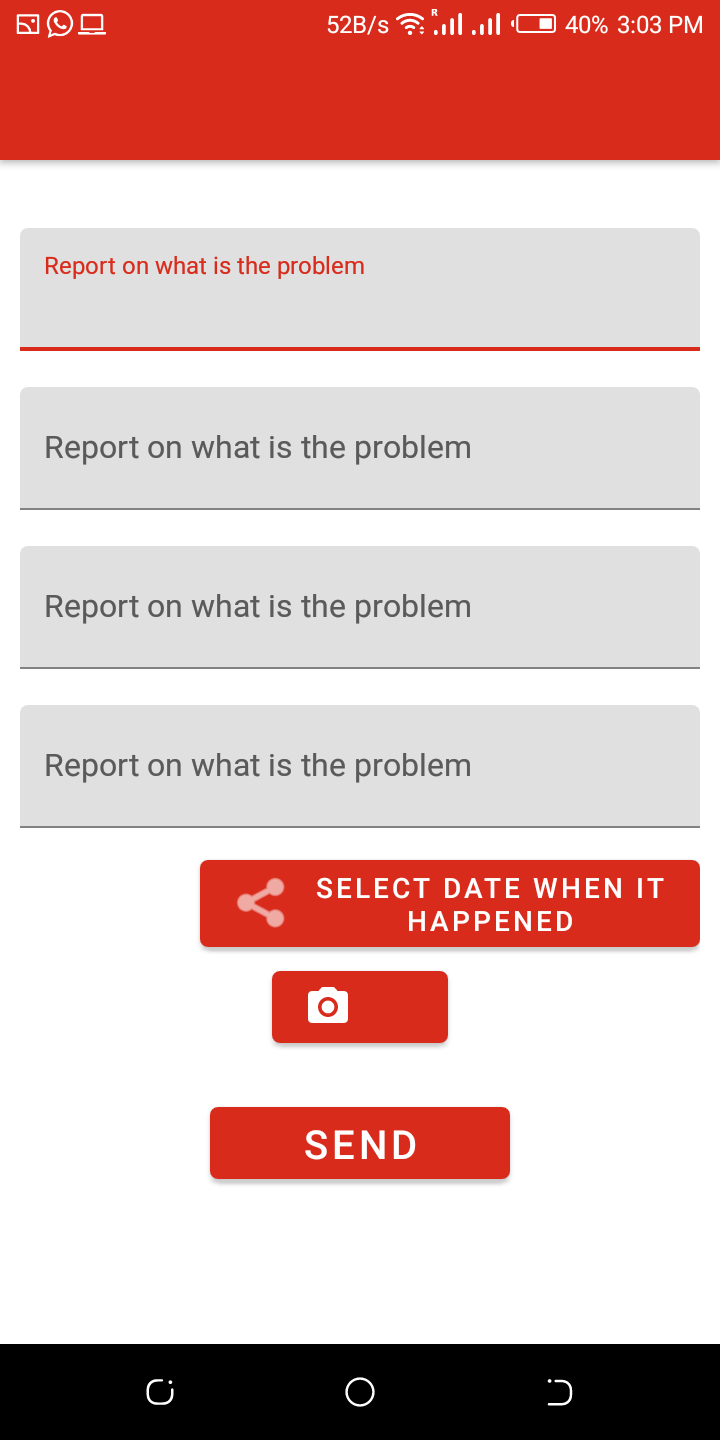 52B/s R 40% 3:03 PM
Report on what is the problem
Report on what is the problem
Report on what is the problem
Report on what is the problem
SELECT DATE WHEN IT
HAPPENED
SEND